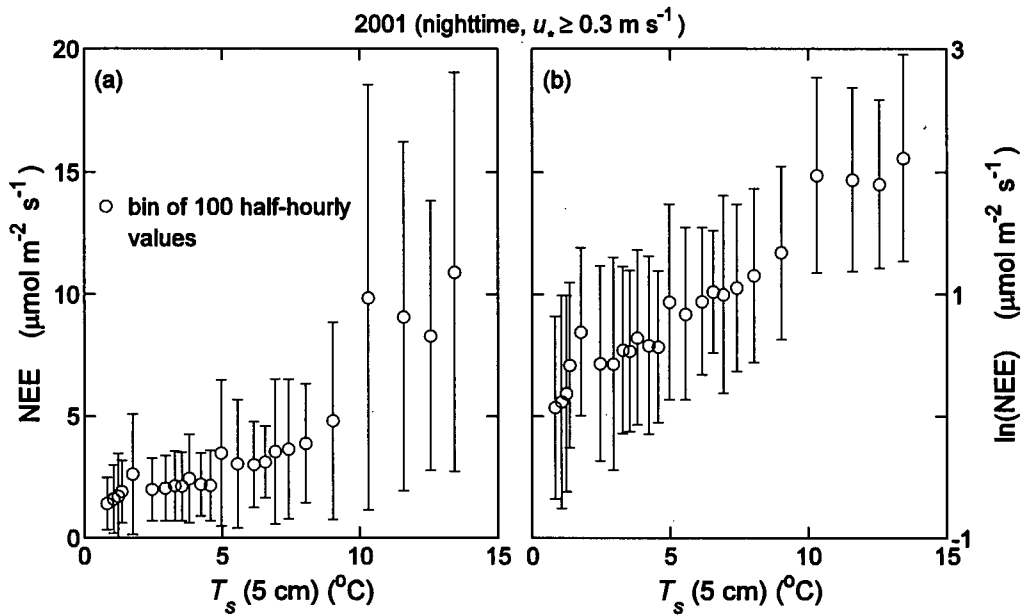 2001 (nighttime, u* ≥ 0.3 m s⁻¹)
(a)
(b)
20
15
10
5
0
NEE (μmol m⁻² s⁻¹)
bin of 100 half-hourly
values
0 5 10 15
Tₛ (5 cm) (⁰C)
0 5 10 15
Tₛ (5 cm) (⁰C)
3
1
-1
ln(NEE) (μmol m⁻² s⁻¹)